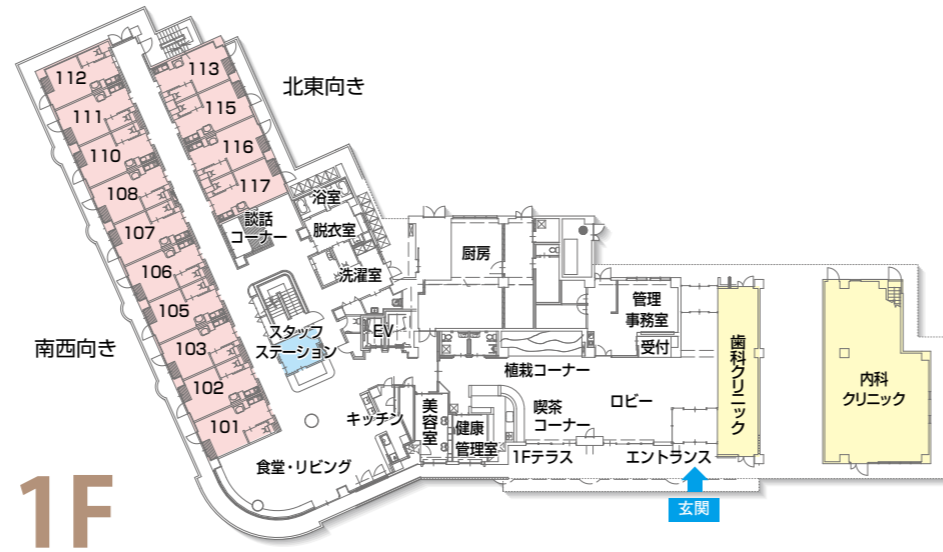 112
111
110
108
107
106
105
103
102
101
113
115
116
117
北東向き
南西向き
談話
コーナー
浴室
脱衣室
洗濯室
スタッフ
ステーション
EV
厨房
管理
事務室
受付
植栽コーナー
喫茶
コーナー
ロビー
キッチン
美容室
健康
管理室
食堂・リビング
1Fテラス
エントランス
玄関
歯科クリニック
内科
クリニック
1F